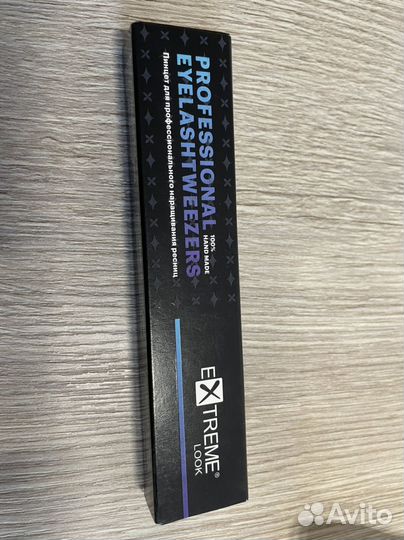 PROFESSIONAL
EYELASHTWEEZERS
100%
HAND MADE
Пинцет для профессионального наращивания ресниц
EXTREME®
LOOK
Avito